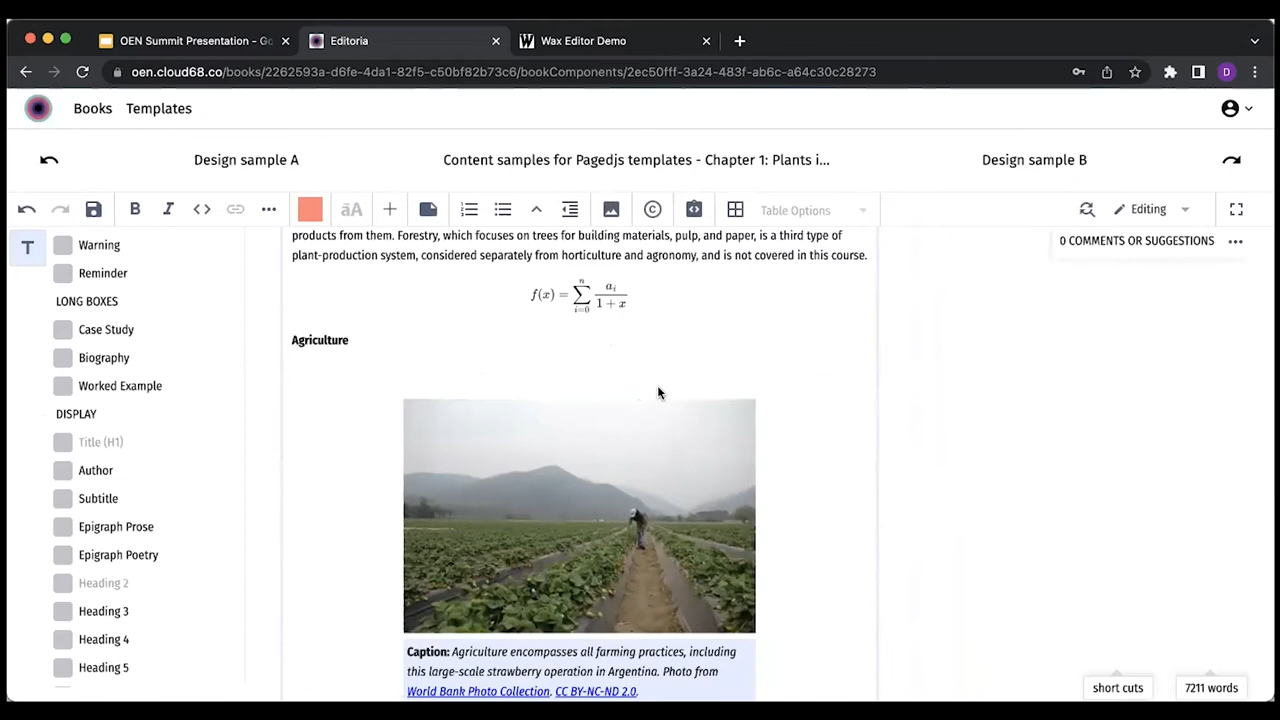 OEN Summit Presentation - Go
Editoria
Wax Editor Demo
oen.cloud68.co/books/2262593a-d6fe-4da1-82f5-c50bf82b73c6/bookComponents/2ec50fff-3a24-483f-ab6c-a64c30c28273
D
Books
Templates
Design sample A
Content samples for Pagedjs templates - Chapter 1: Plants i...
Design sample B
B
I
āA
Table Options
Editing
T
Warning
Reminder
LONG BOXES
Case Study
Biography
Worked Example
DISPLAY
Title (H1)
Author
Subtitle
Epigraph Prose
Epigraph Poetry
Heading 2
Heading 3
Heading 4
Heading 5
products from them. Forestry, which focuses on trees for building materials, pulp, and paper, is a third type of
plant-production system, considered separately from horticulture and agronomy, and is not covered in this course.
f(x) = ∑_{i=0}^{n} a_i / (1 + x)
Agriculture
Caption: Agriculture encompasses all farming practices, including
this large-scale strawberry operation in Argentina. Photo from
World Bank Photo Collection. CC BY-NC-ND 2.0.
0 COMMENTS OR SUGGESTIONS
short cuts
7211 words